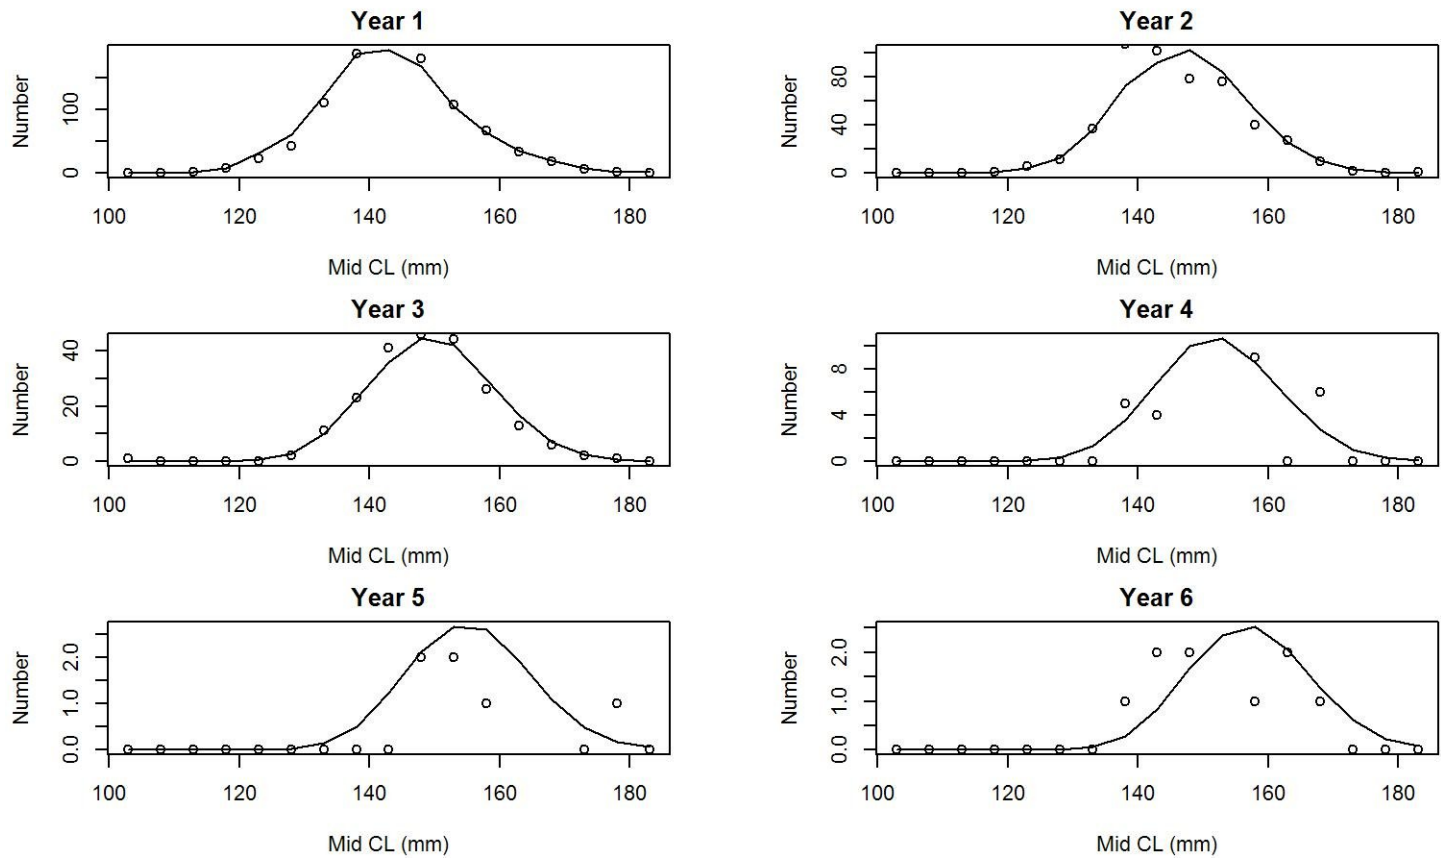 Year 1
Number
0
100
100 120 140 160 180
Mid CL (mm)
Year 2
Number
0
40
80
100 120 140 160 180
Mid CL (mm)
Year 3
Number
0
20
40
100 120 140 160 180
Mid CL (mm)
Year 4
Number
0
4
8
100 120 140 160 180
Mid CL (mm)
Year 5
Number
0.0
1.0
2.0
100 120 140 160 180
Mid CL (mm)
Year 6
Number
0.0
1.0
2.0
100 120 140 160 180
Mid CL (mm)